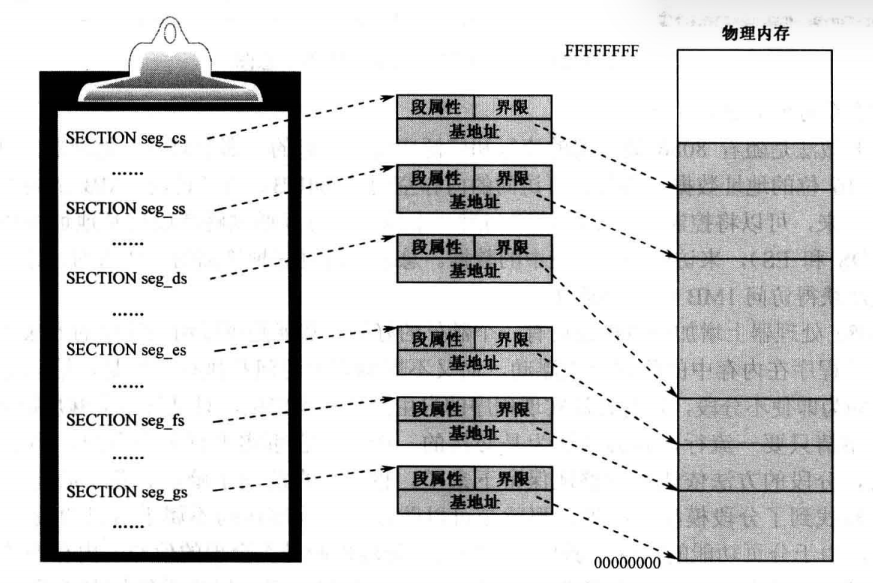 物理内存
FFFFFFFF
SECTION seg_cs
……
SECTION seg_ss
……
SECTION seg_ds
……
SECTION seg_es
……
SECTION seg_fs
……
SECTION seg_gs
……
段属性 界限
基地址
段属性 界限
基地址
段属性 界限
基地址
段属性 界限
基地址
段属性 界限
基地址
段属性 界限
基地址
00000000